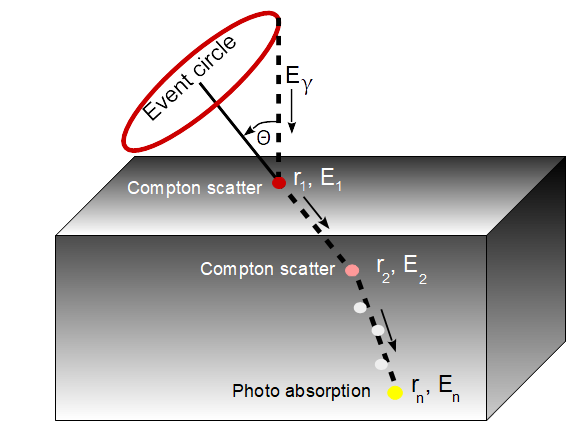 Event circle
Eγ
Θ
Compton scatter
r₁, E₁
Compton scatter
r₂, E₂
Photo absorption
rₙ, Eₙ